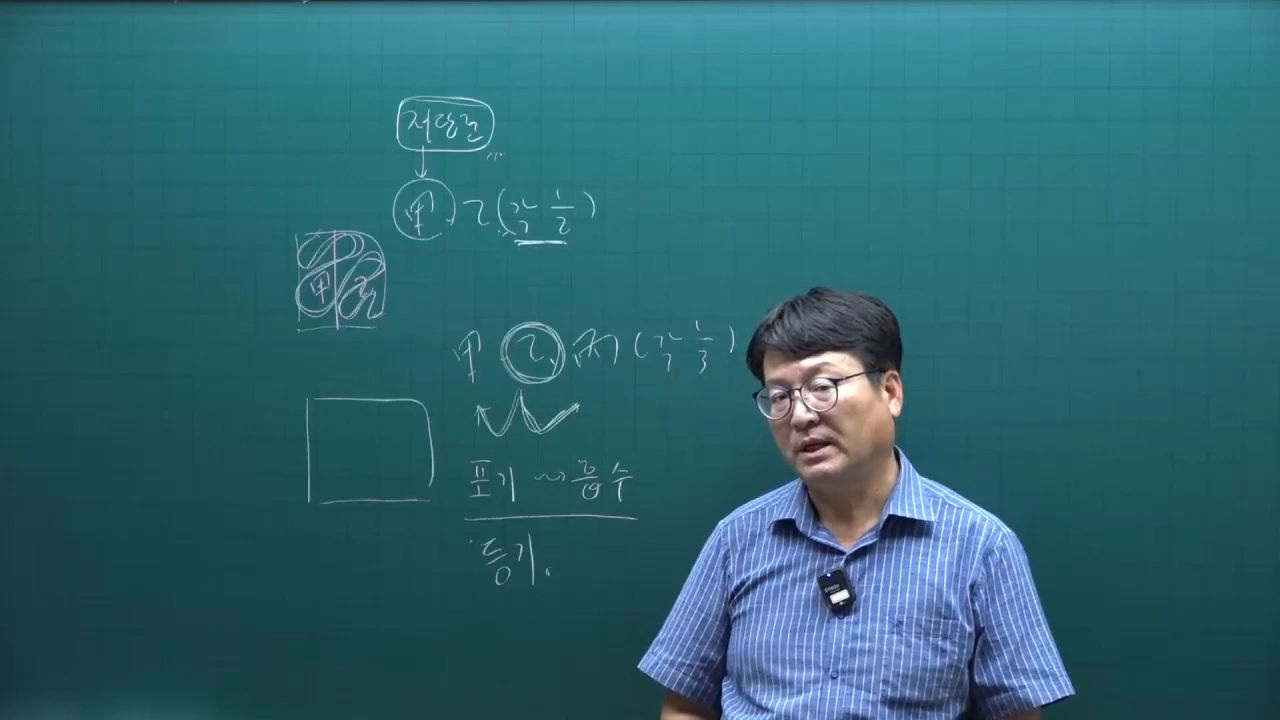 저당권
甲, 乙 (각 1/2)
甲 乙
甲 乙, 丙 (각 1/3)
포기 ~ 흡수
등기.